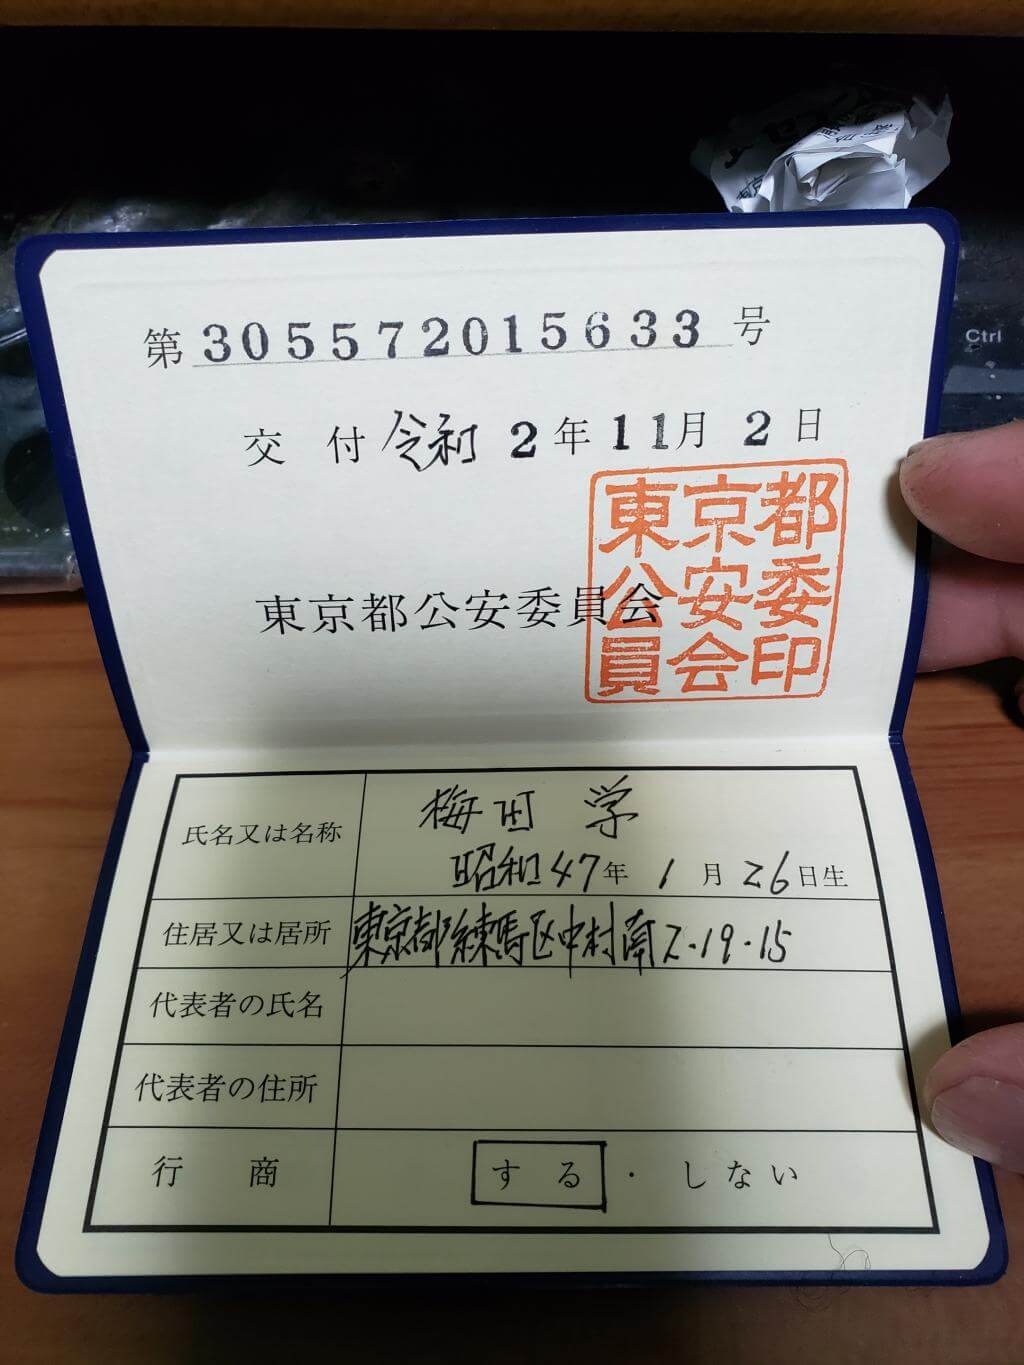 Ctrl
第305572015633号
交付 令和2年11月2日
東京都公安委員会
東京都
公安委
員会印
氏名又は名称 梅田 学
昭和47年1月26日生
住居又は居所 東京都練馬区中村南2-19-15
代表者の氏名
代表者の住所
行商 する・しない